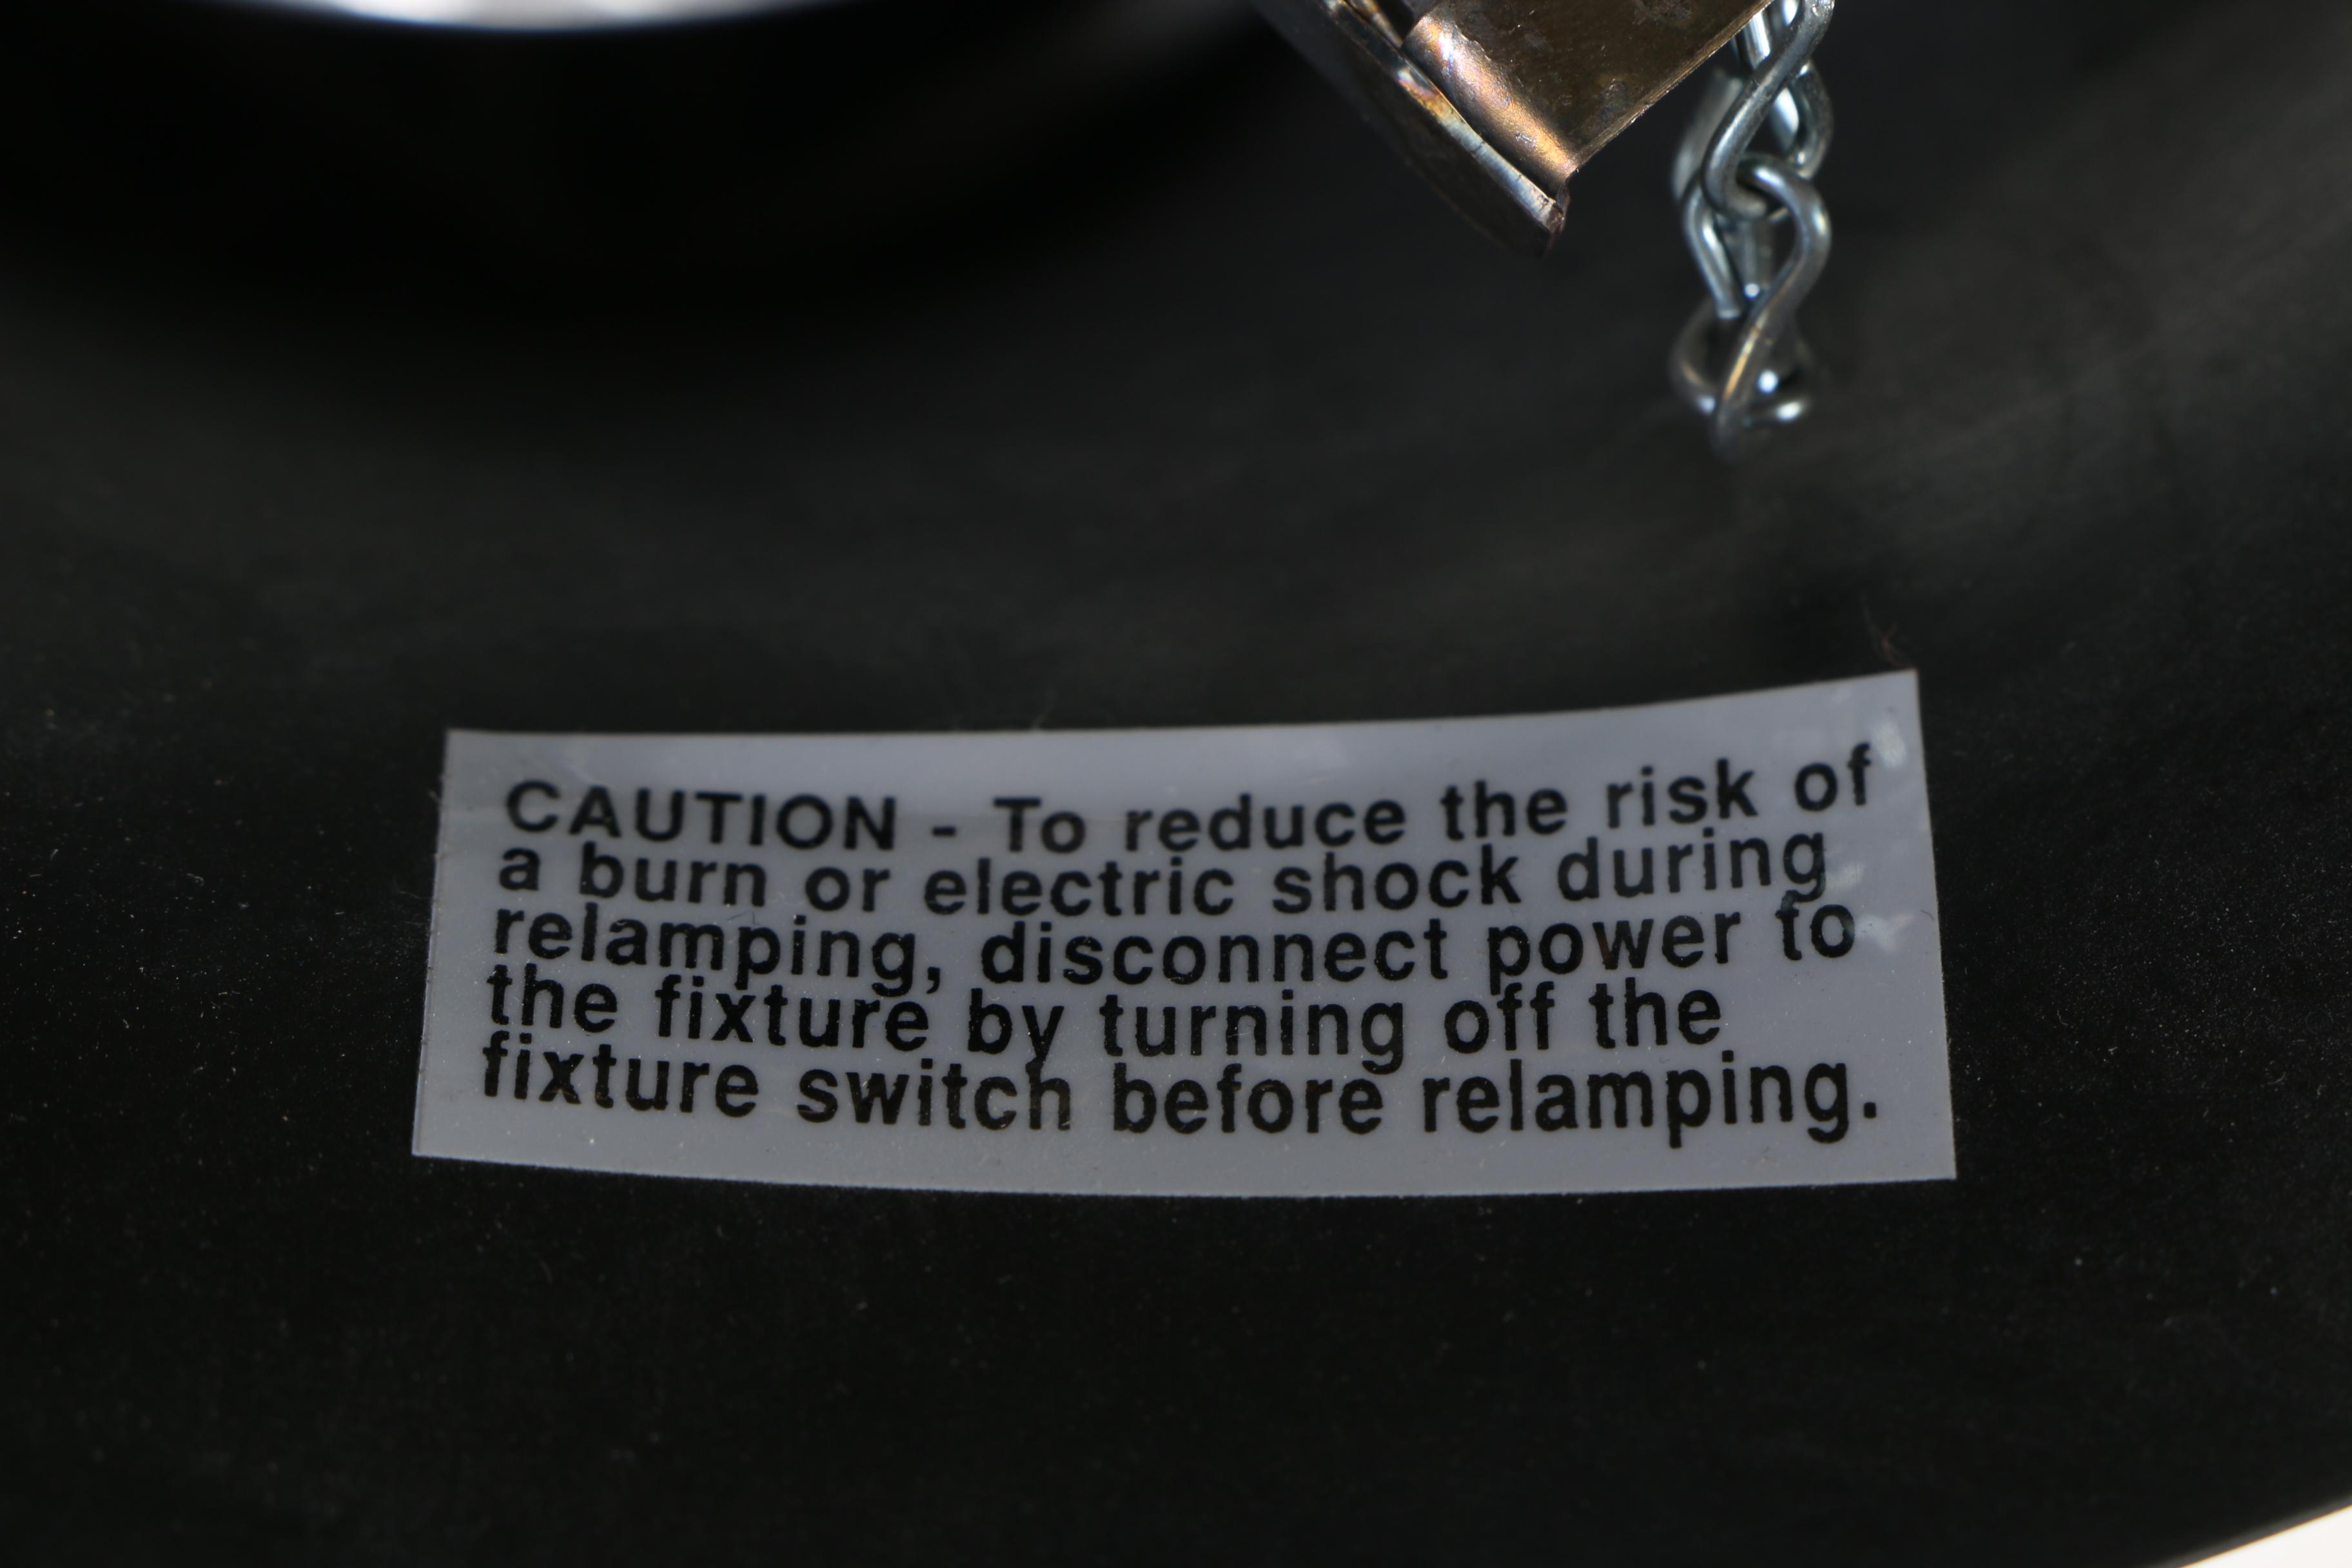 CAUTION - To reduce the risk of
a burn or electric shock during
relamping, disconnect power to
the fixture by turning off the
fixture switch before relamping.